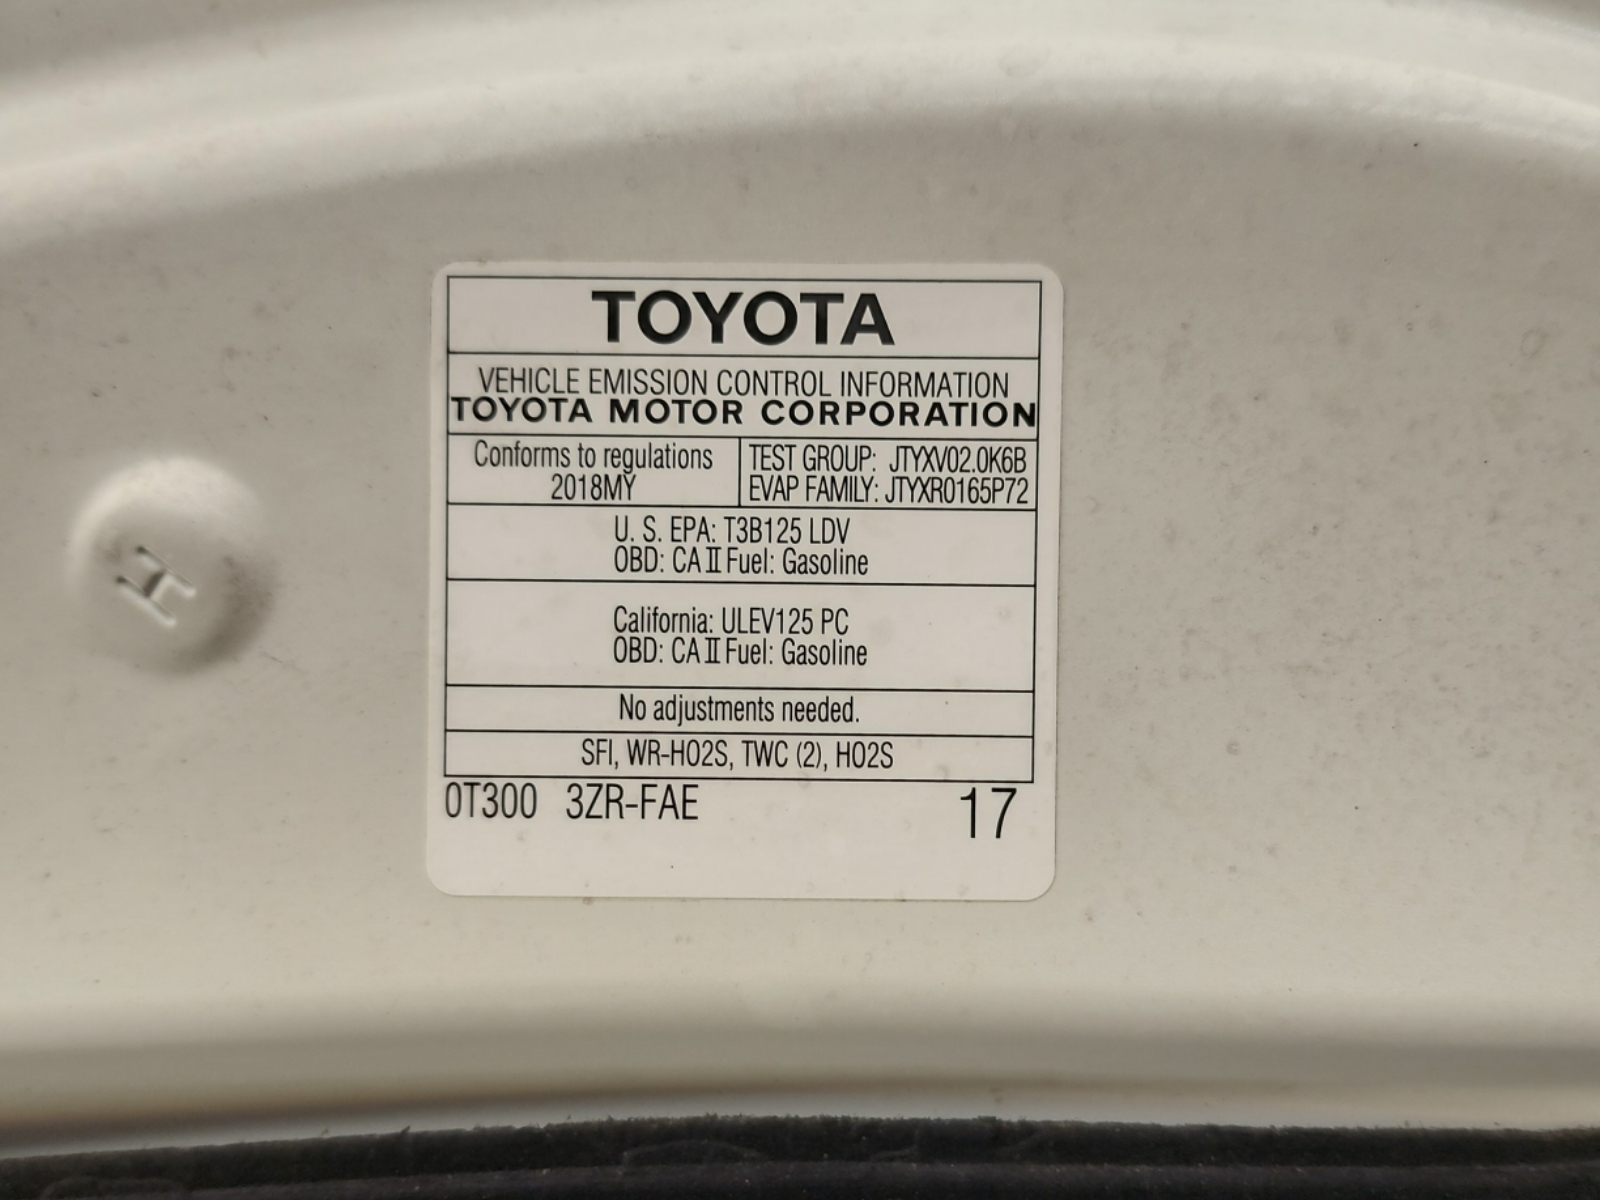 TOYOTA
VEHICLE EMISSION CONTROL INFORMATION
TOYOTA MOTOR CORPORATION
Conforms to regulations
2018MY
TEST GROUP: JTYXV02.0K6B
EVAP FAMILY: JTYXR0165P72
U. S. EPA: T3B125 LDV
OBD: CA II Fuel: Gasoline
California: ULEV125 PC
OBD: CA II Fuel: Gasoline
No adjustments needed.
SFI, WR-HO2S, TWC (2), HO2S
0T300 3ZR-FAE 17
H